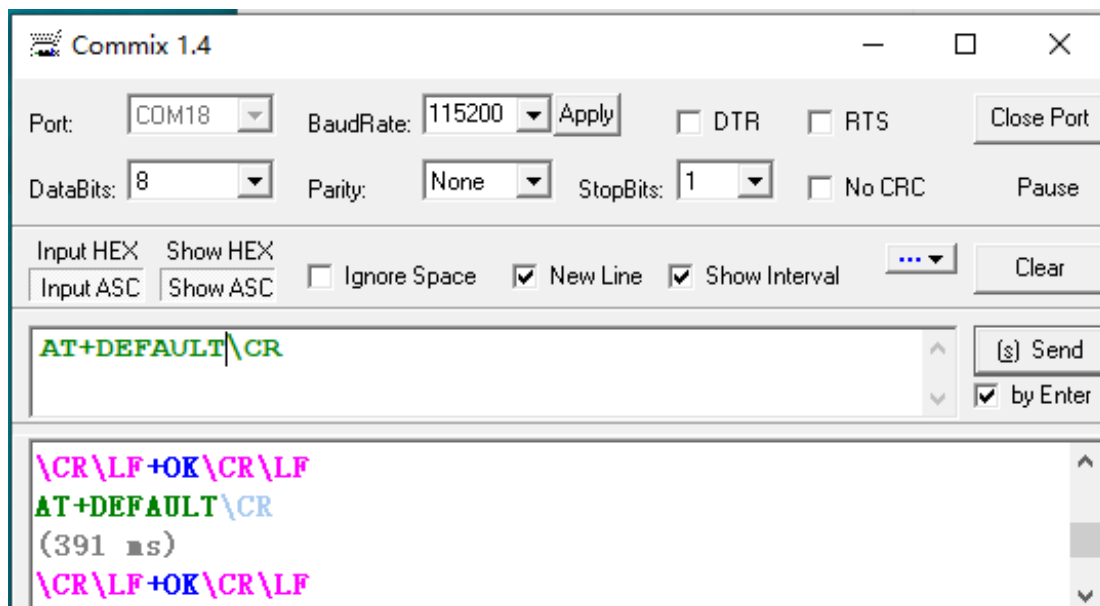 Commix 1.4
Port: COM18 BaudRate: 115200 Apply DTR RTS Close Port
DataBits: 8 Parity: None StopBits: 1 No CRC Pause
Input HEX Show HEX
Input ASC Show ASC Ignore Space New Line Show Interval ... Clear
AT+DEFAULT\CR (s) Send
by Enter
\CR\LF+OK\CR\LF
AT+DEFAULT\CR
(391 ms)
\CR\LF+OK\CR\LF